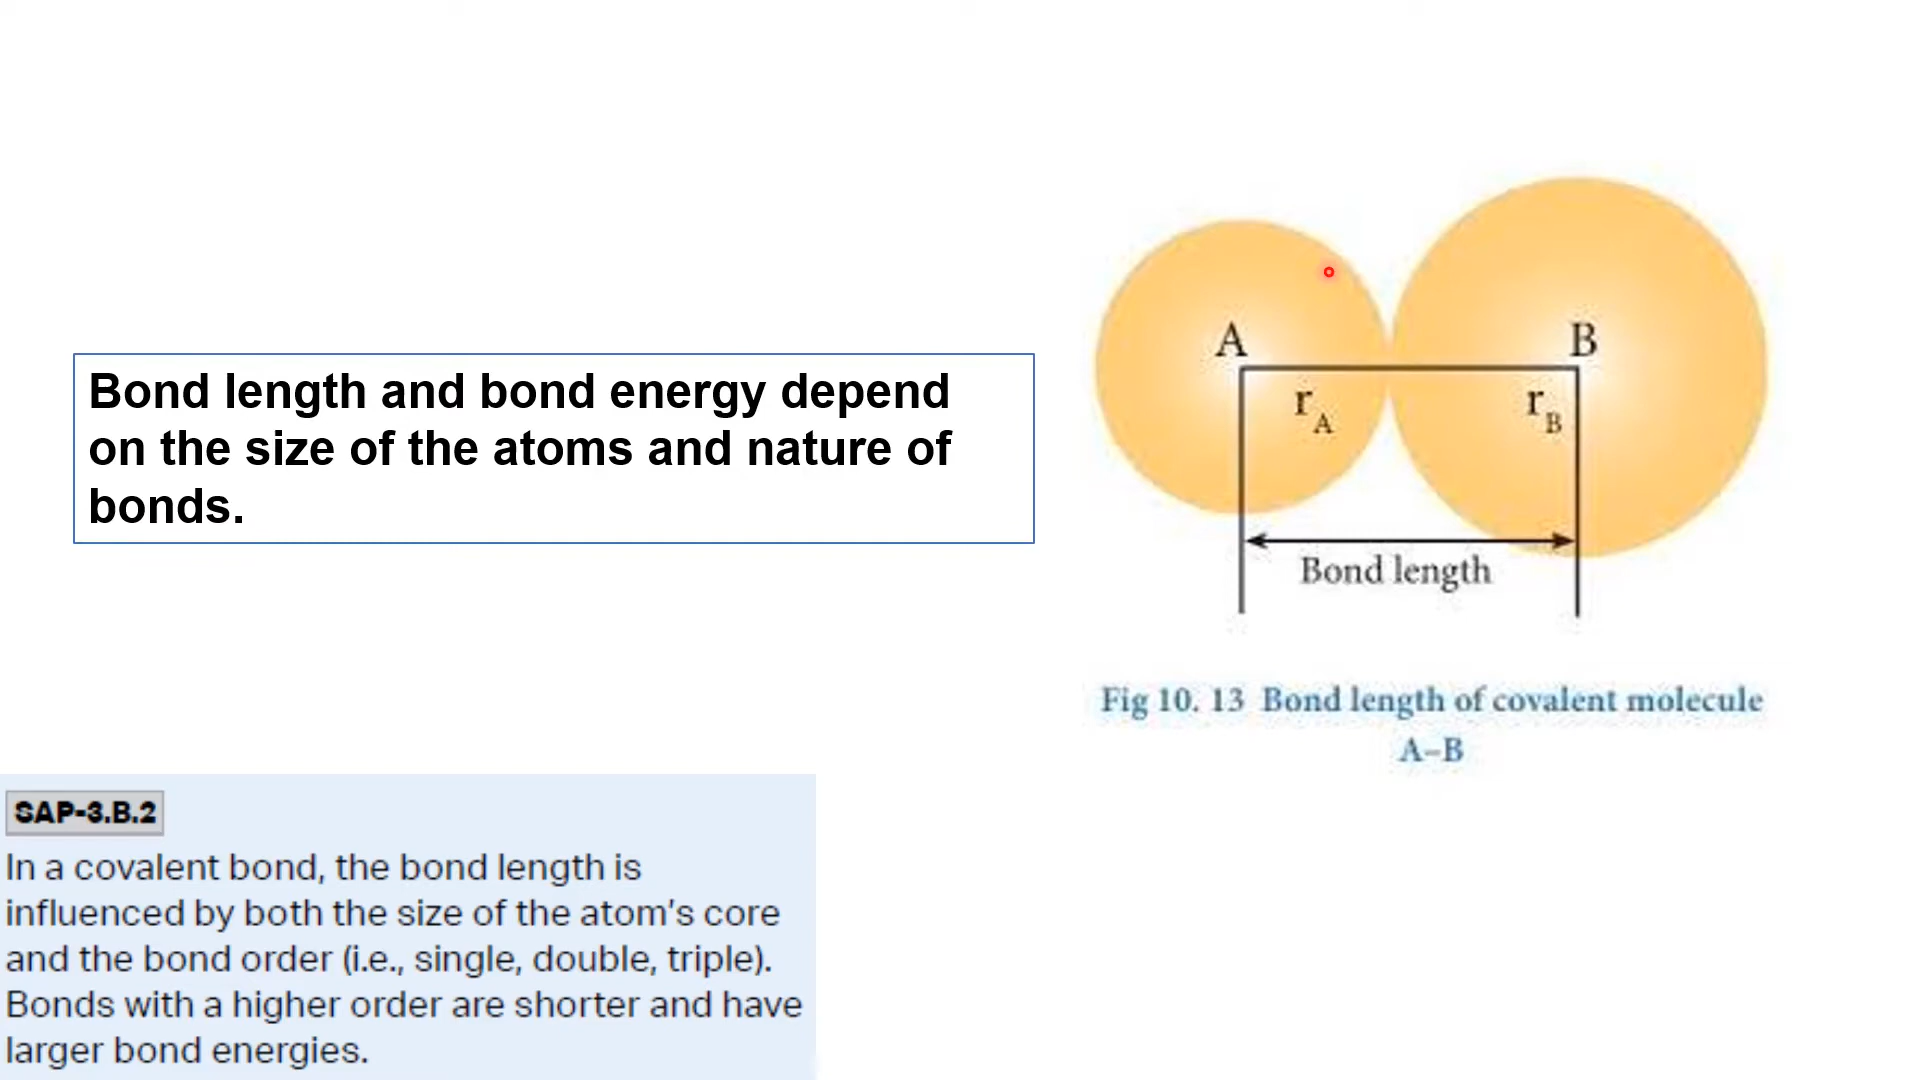 Bond length and bond energy depend
on the size of the atoms and nature of
bonds.
A
B
r_A
r_B
Bond length
Fig 10. 13 Bond length of covalent molecule
A–B
SAP-3.B.2
In a covalent bond, the bond length is
influenced by both the size of the atom's core
and the bond order (i.e., single, double, triple).
Bonds with a higher order are shorter and have
larger bond energies.